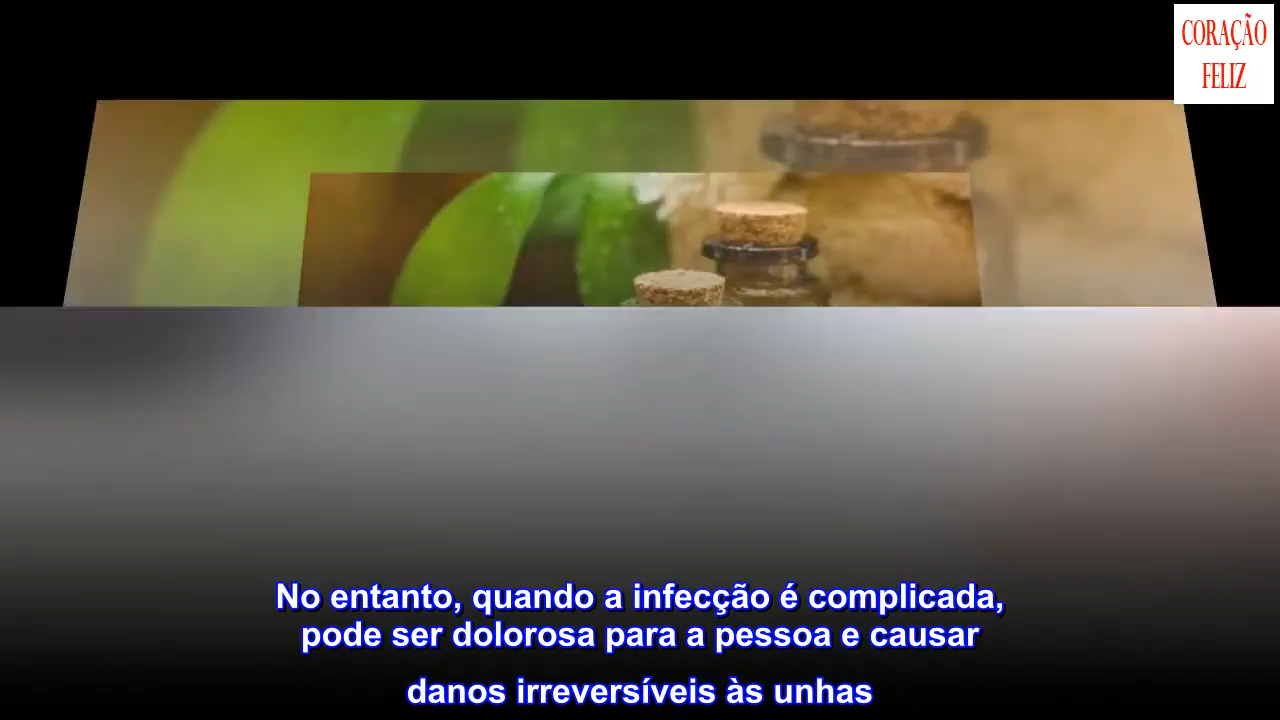 CORAÇÃO
FELIZ
No entanto, quando a infecção é complicada,
pode ser dolorosa para a pessoa e causar
danos irreversíveis às unhas